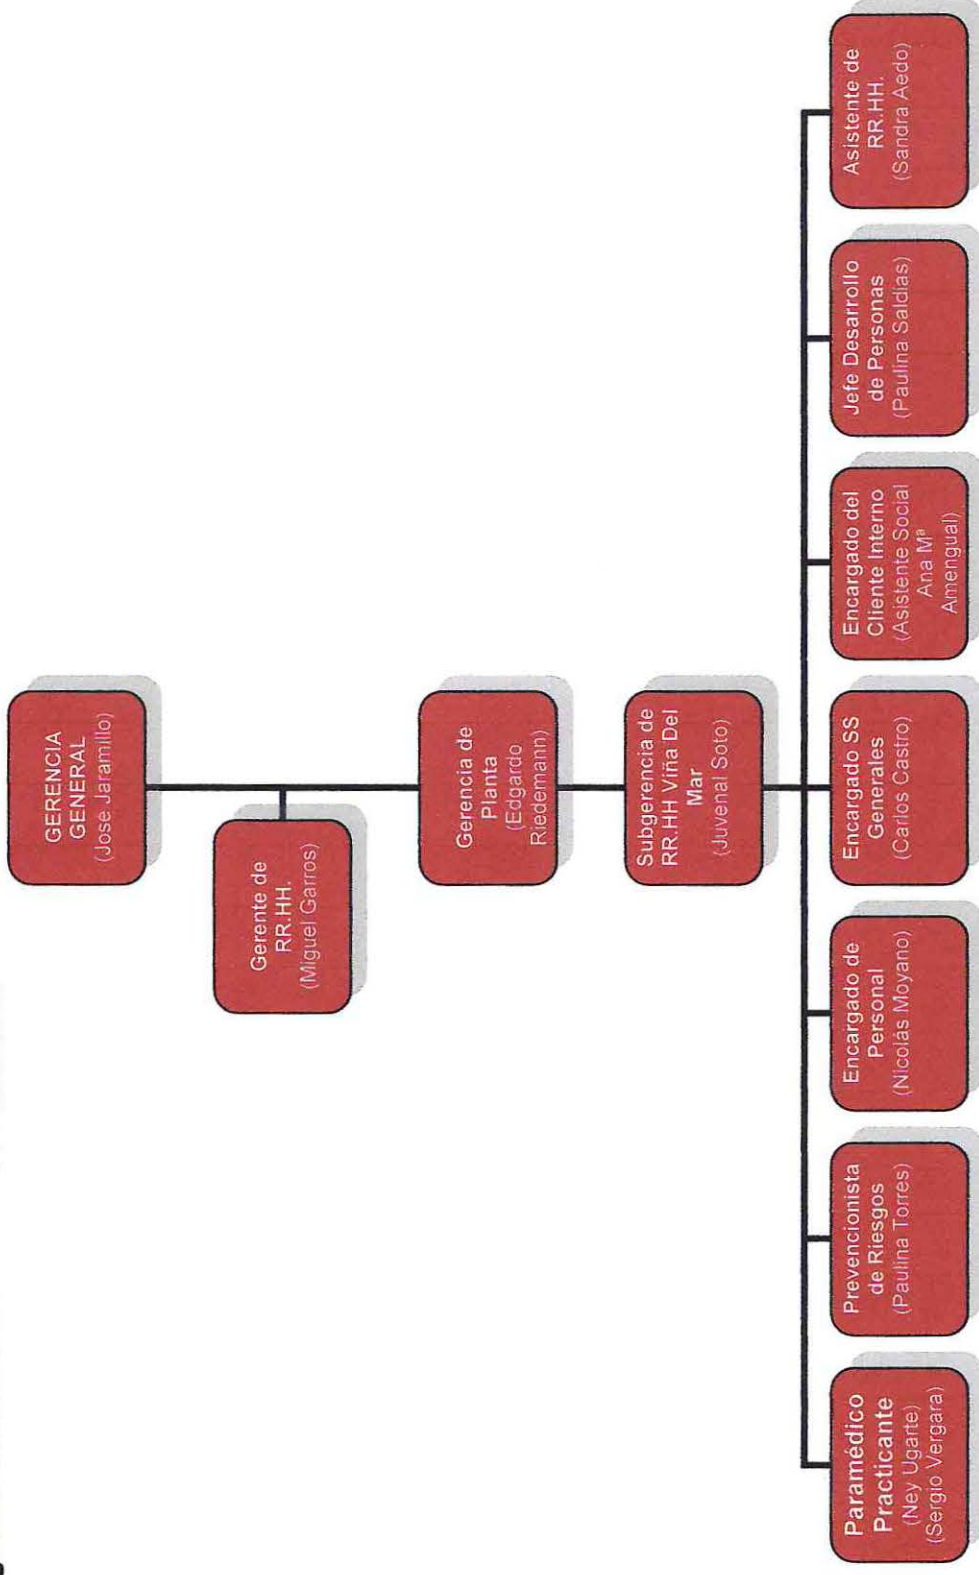 GERENCIA
GENERAL
(José Jaramillo)
Gerente de
RR.HH.
(Miguel Garros)
Gerencia de
Planta
(Edgardo
Riedemann)
Subgerencia de
RR.HH Viña Del
Mar
(Juvenal Soto)
Paramédico
Practicante
(Ney Ugarte)
(Sergio Vergara)
Prevencionista
de Riesgos
(Paulina Torres)
Encargado de
Personal
(Nicolás Moyano)
Encargado SS
Generales
(Carlos Castro)
Encargado del
Cliente Interno
(Asistente Social
Ana Mª
Amengual)
Jefe Desarrollo
de Personas
(Paulina Saldías)
Asistente de
RR.HH.
(Sandra Aedo)